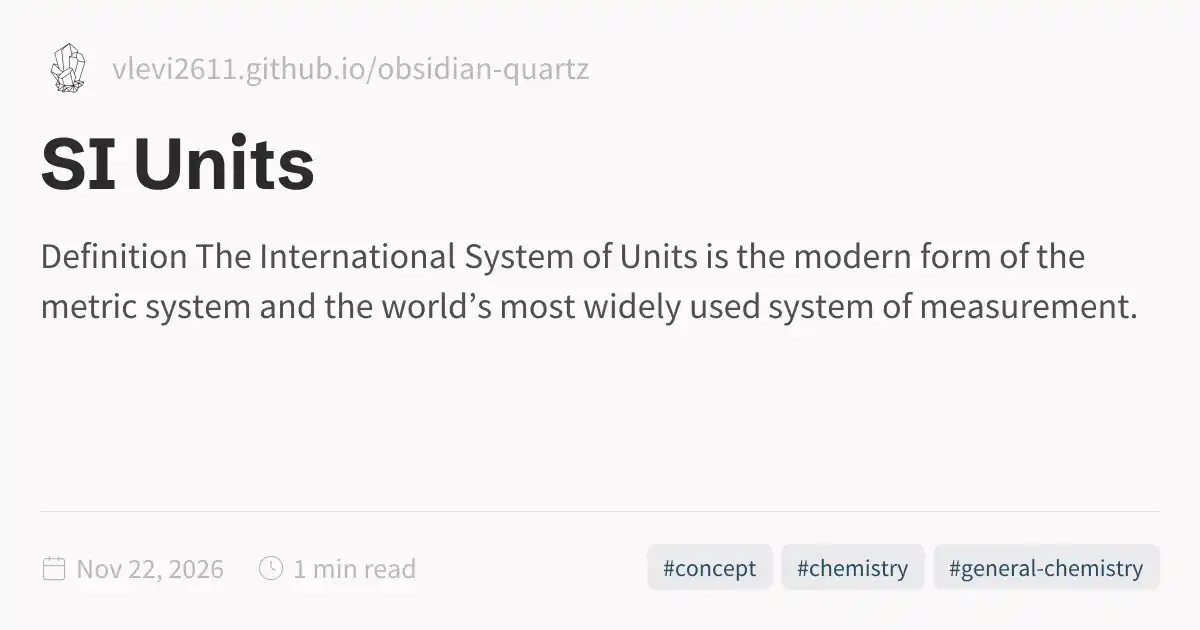 vlevi2611.github.io/obsidian-quartz
SI Units
Definition The International System of Units is the modern form of the
metric system and the world’s most widely used system of measurement.
Nov 22, 2026 1 min read #concept #chemistry #general-chemistry